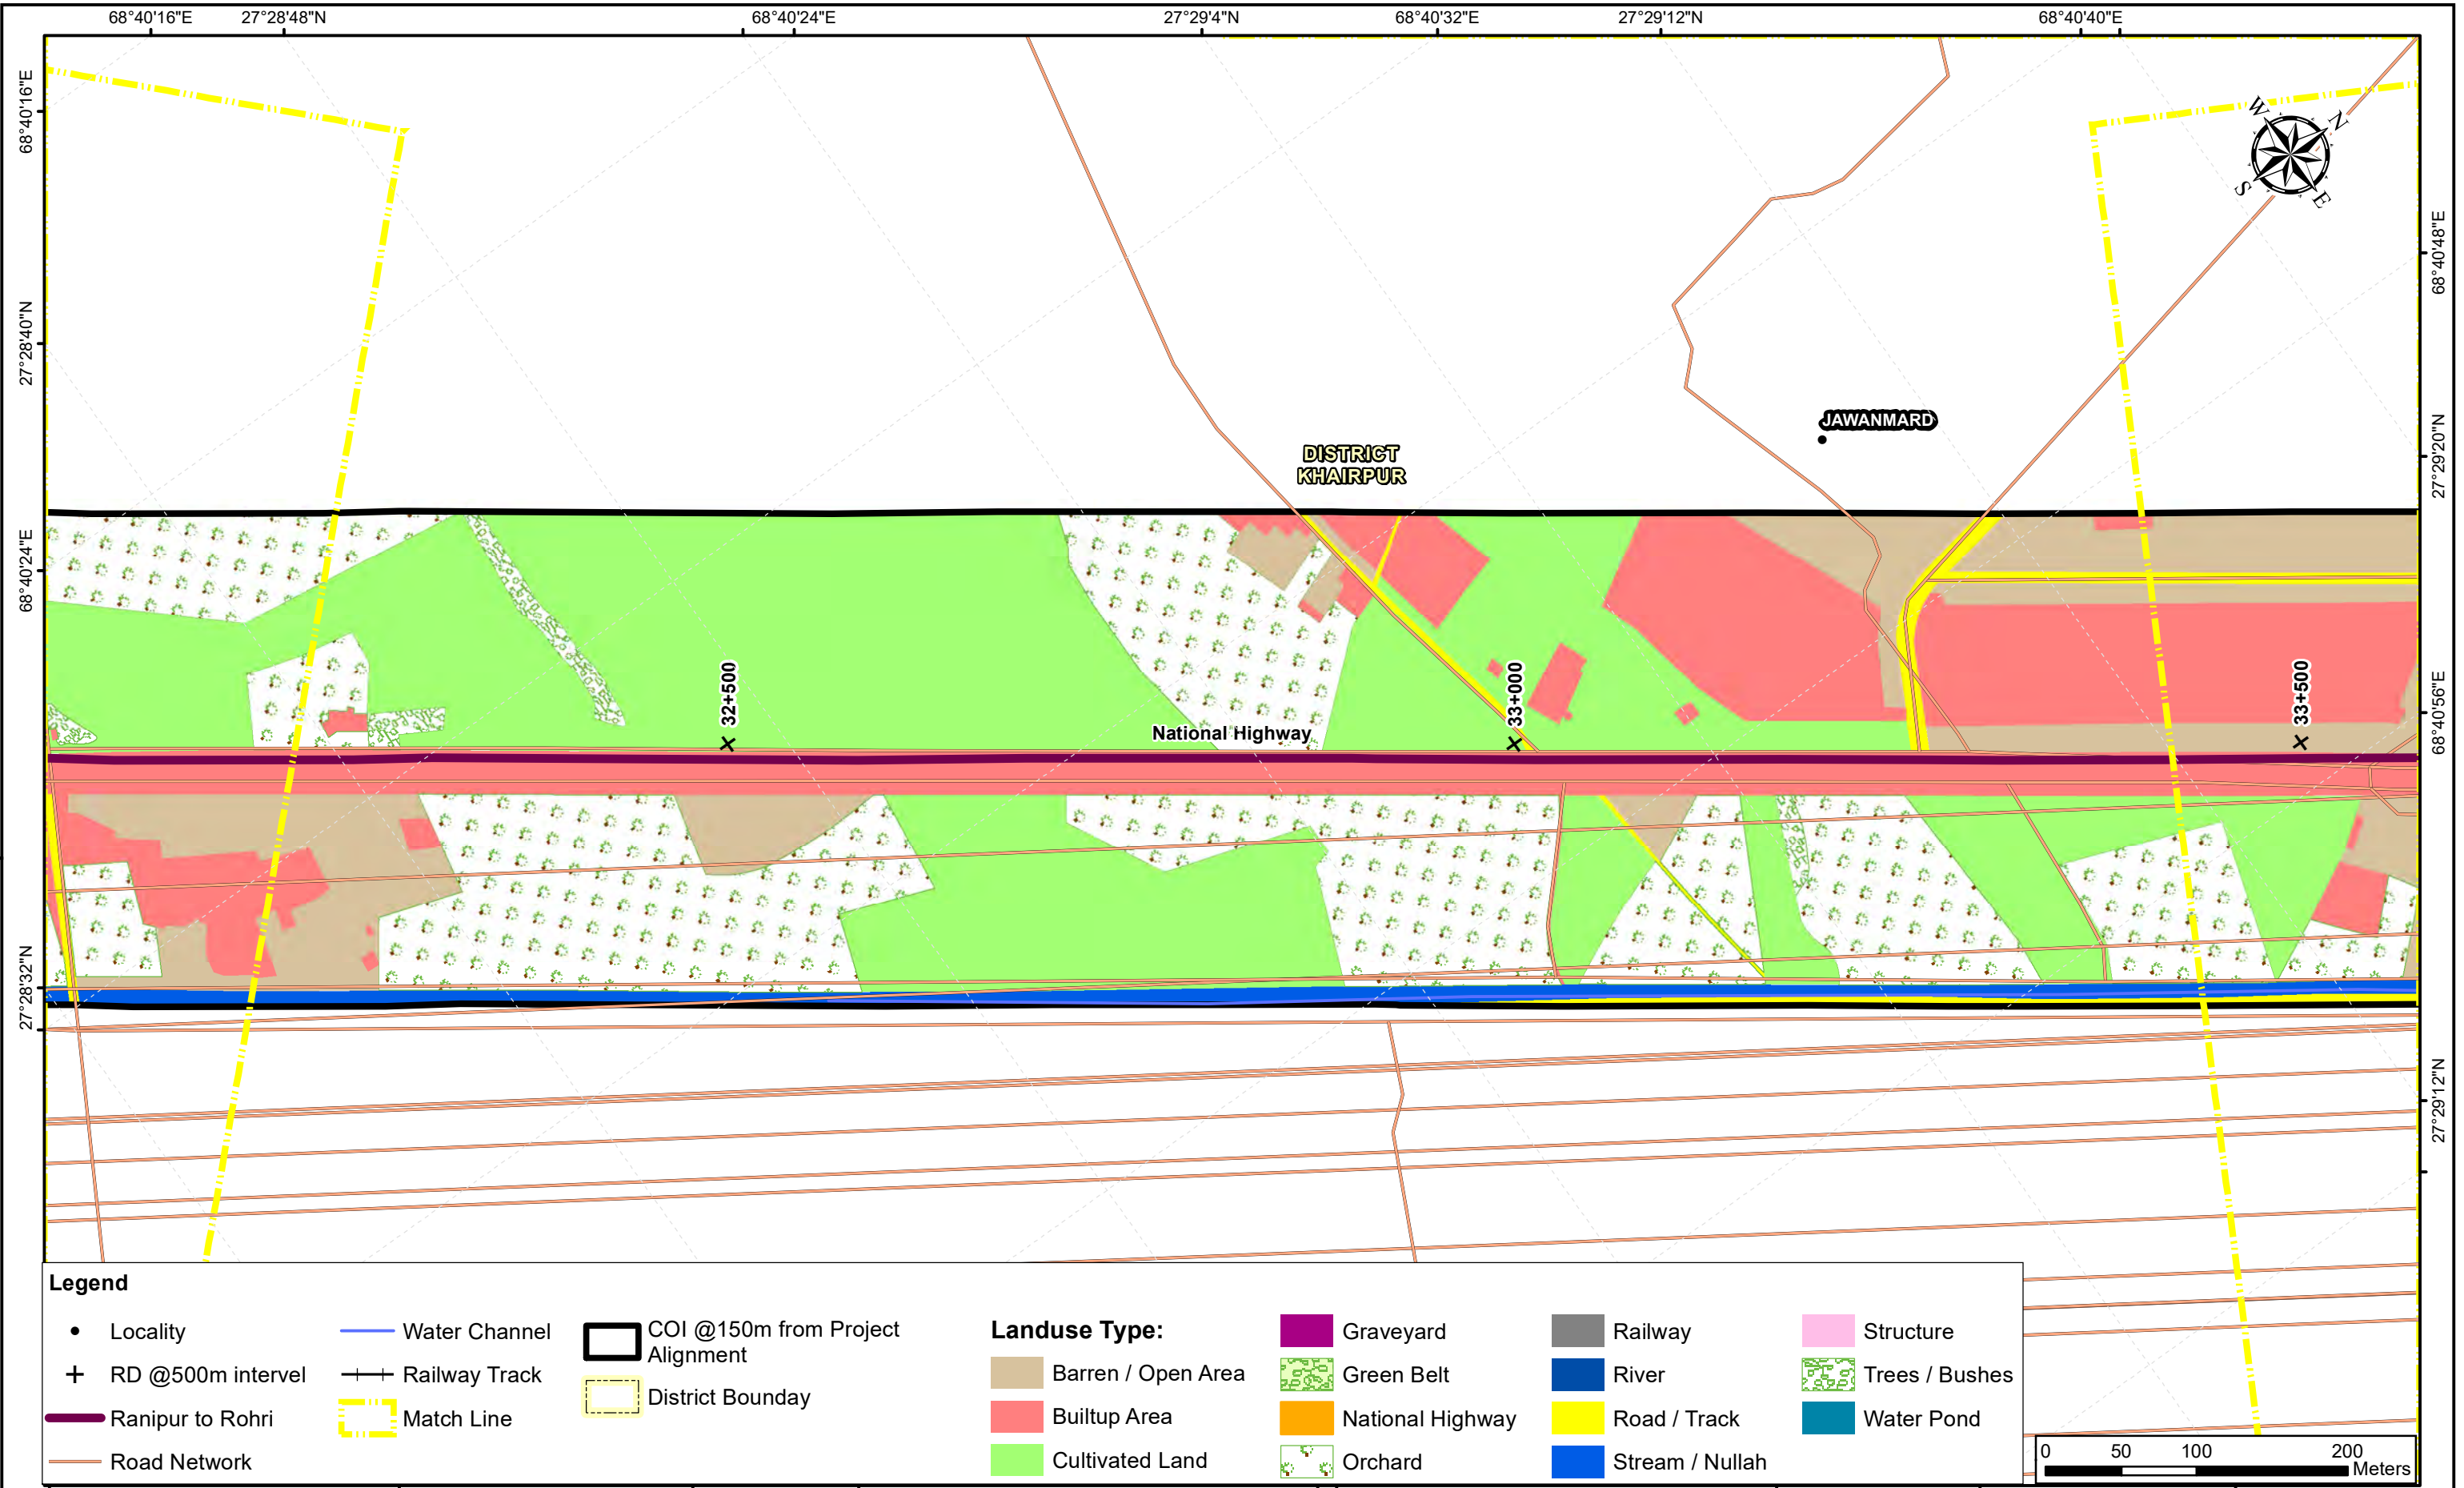 68°40'16"E
27°28'48"N
68°40'24"E
27°29'4"N
68°40'32"E
27°29'12"N
68°40'40"E
68°40'16"E
27°28'40"N
68°40'24"E
27°28'32"N
68°40'48"E
27°29'20"N
68°40'56"E
27°29'12"N
W
N
S
E
JAWANMARD
DISTRICT
KHAIRPUR
32+500
33+000
33+500
National Highway
Legend
Locality
RD @500m intervel
Ranipur to Rohri
Road Network
Water Channel
Railway Track
Match Line
COI @150m from Project
Alignment
District Bounday
Landuse Type:
Barren / Open Area
Builtup Area
Cultivated Land
Graveyard
Green Belt
National Highway
Orchard
Railway
River
Road / Track
Stream / Nullah
Structure
Trees / Bushes
Water Pond
0 50 100 200
Meters